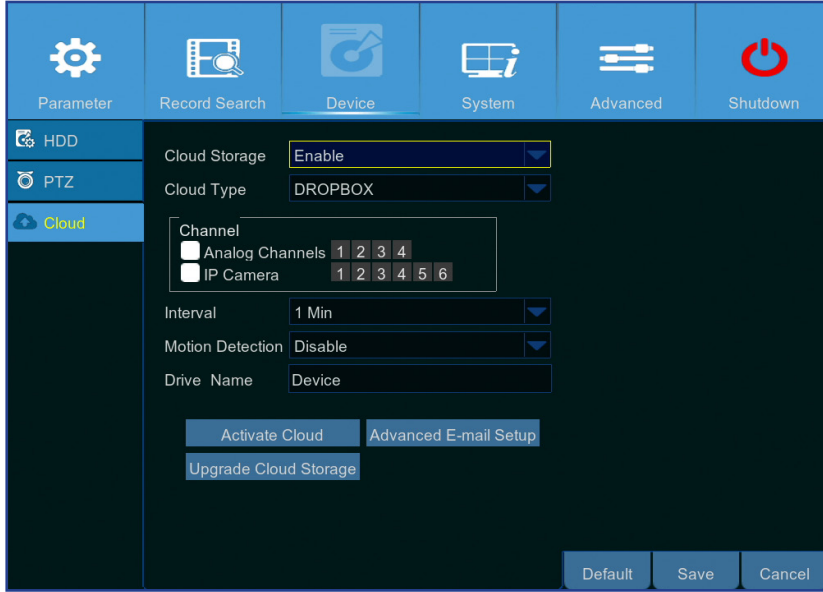 Parameter Record Search Device System Advanced Shutdown
HDD
PTZ
Cloud
Cloud Storage Enable
Cloud Type DROPBOX
Channel
Analog Channels 1 2 3 4
IP Camera 1 2 3 4 5 6
Interval 1 Min
Motion Detection Disable
Drive Name Device
Activate Cloud Advanced E-mail Setup
Upgrade Cloud Storage
Default Save Cancel